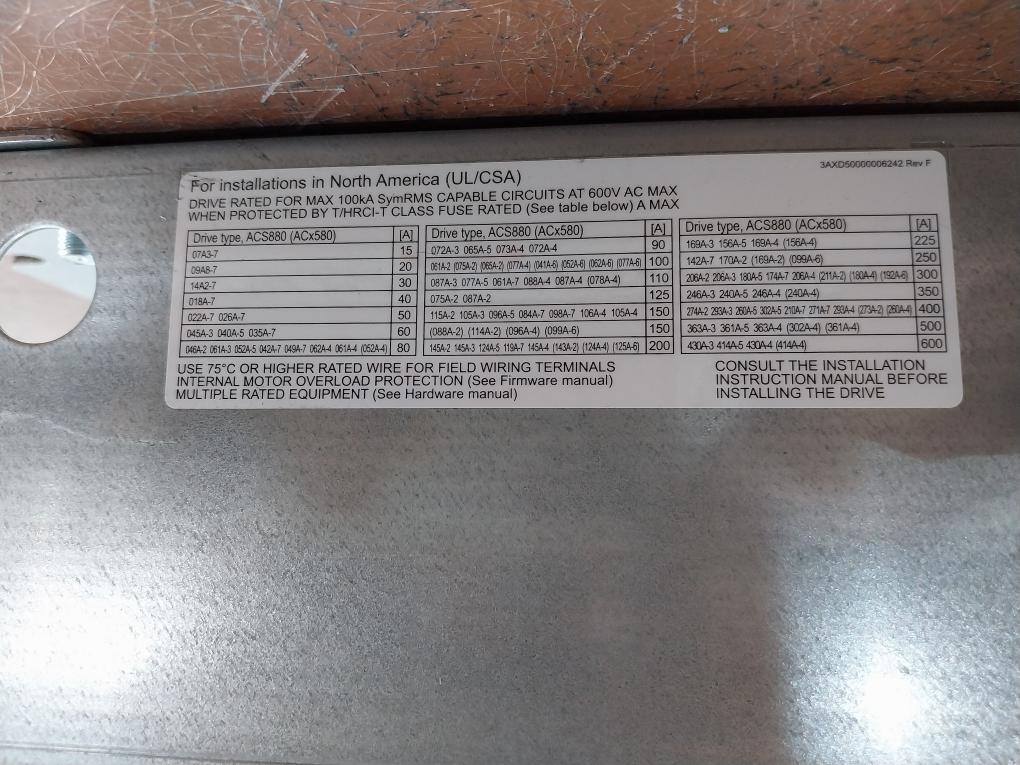 3AXD50000006242 Rev F
For installations in North America (UL/CSA)
DRIVE RATED FOR MAX 100kA SymRMS CAPABLE CIRCUITS AT 600V AC MAX
WHEN PROTECTED BY T/HRCI-T CLASS FUSE RATED (See table below) A MAX
Drive type, ACS880 (ACx580) [A]
07A3-7 15
09A8-7 20
14A2-7 30
018A-7 40
022A-7 026A-7 50
045A-3 040A-5 035A-7 60
046A-2 061A-3 052A-5 042A-7 049A-7 062A-4 061A-4 (052A-4) 80
Drive type, ACS880 (ACx580) [A]
072A-3 065A-5 073A-4 072A-4 90
061A-2 (075A-2) (065A-2) (077A-4) (041A-6) (052A-6) (062A-6) (077A-6) 100
087A-3 077A-5 061A-7 088A-4 087A-4 (078A-4) 110
075A-2 087A-2 125
115A-2 105A-3 096A-5 084A-7 098A-7 106A-4 105A-4 150
(088A-2) (114A-2) (096A-4) (099A-6) 150
145A-2 145A-3 124A-5 119A-7 145A-4 (143A-2) (124A-4) (125A-6) 200
Drive type, ACS880 (ACx580) [A]
169A-3 156A-5 169A-4 (156A-4) 225
142A-7 170A-2 (169A-2) (099A-6) 250
206A-2 206A-3 180A-5 174A-7 206A-4 (211A-2) (180A-4) (192A-6) 300
246A-3 240A-5 246A-4 (240A-4) 350
274A-2 293A-3 260A-5 302A-5 210A-7 271A-7 293A-4 (273A-2) (260A-4) 400
363A-3 361A-5 363A-4 (302A-4) (361A-4) 500
430A-3 414A-5 430A-4 (414A-4) 600
USE 75°C OR HIGHER RATED WIRE FOR FIELD WIRING TERMINALS
INTERNAL MOTOR OVERLOAD PROTECTION (See Firmware manual)
MULTIPLE RATED EQUIPMENT (See Hardware manual)
CONSULT THE INSTALLATION
INSTRUCTION MANUAL BEFORE
INSTALLING THE DRIVE